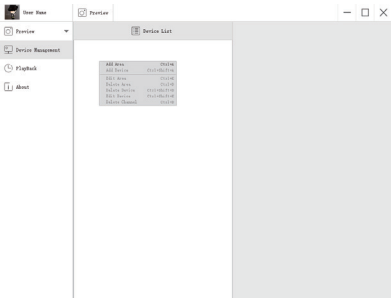 User Name
Preview
Preview
Device List
Device Management
PlayBack
About
Add Area
Add Device
Edit Area
Delete Area
Delete Device
Edit Device
Delete Channel